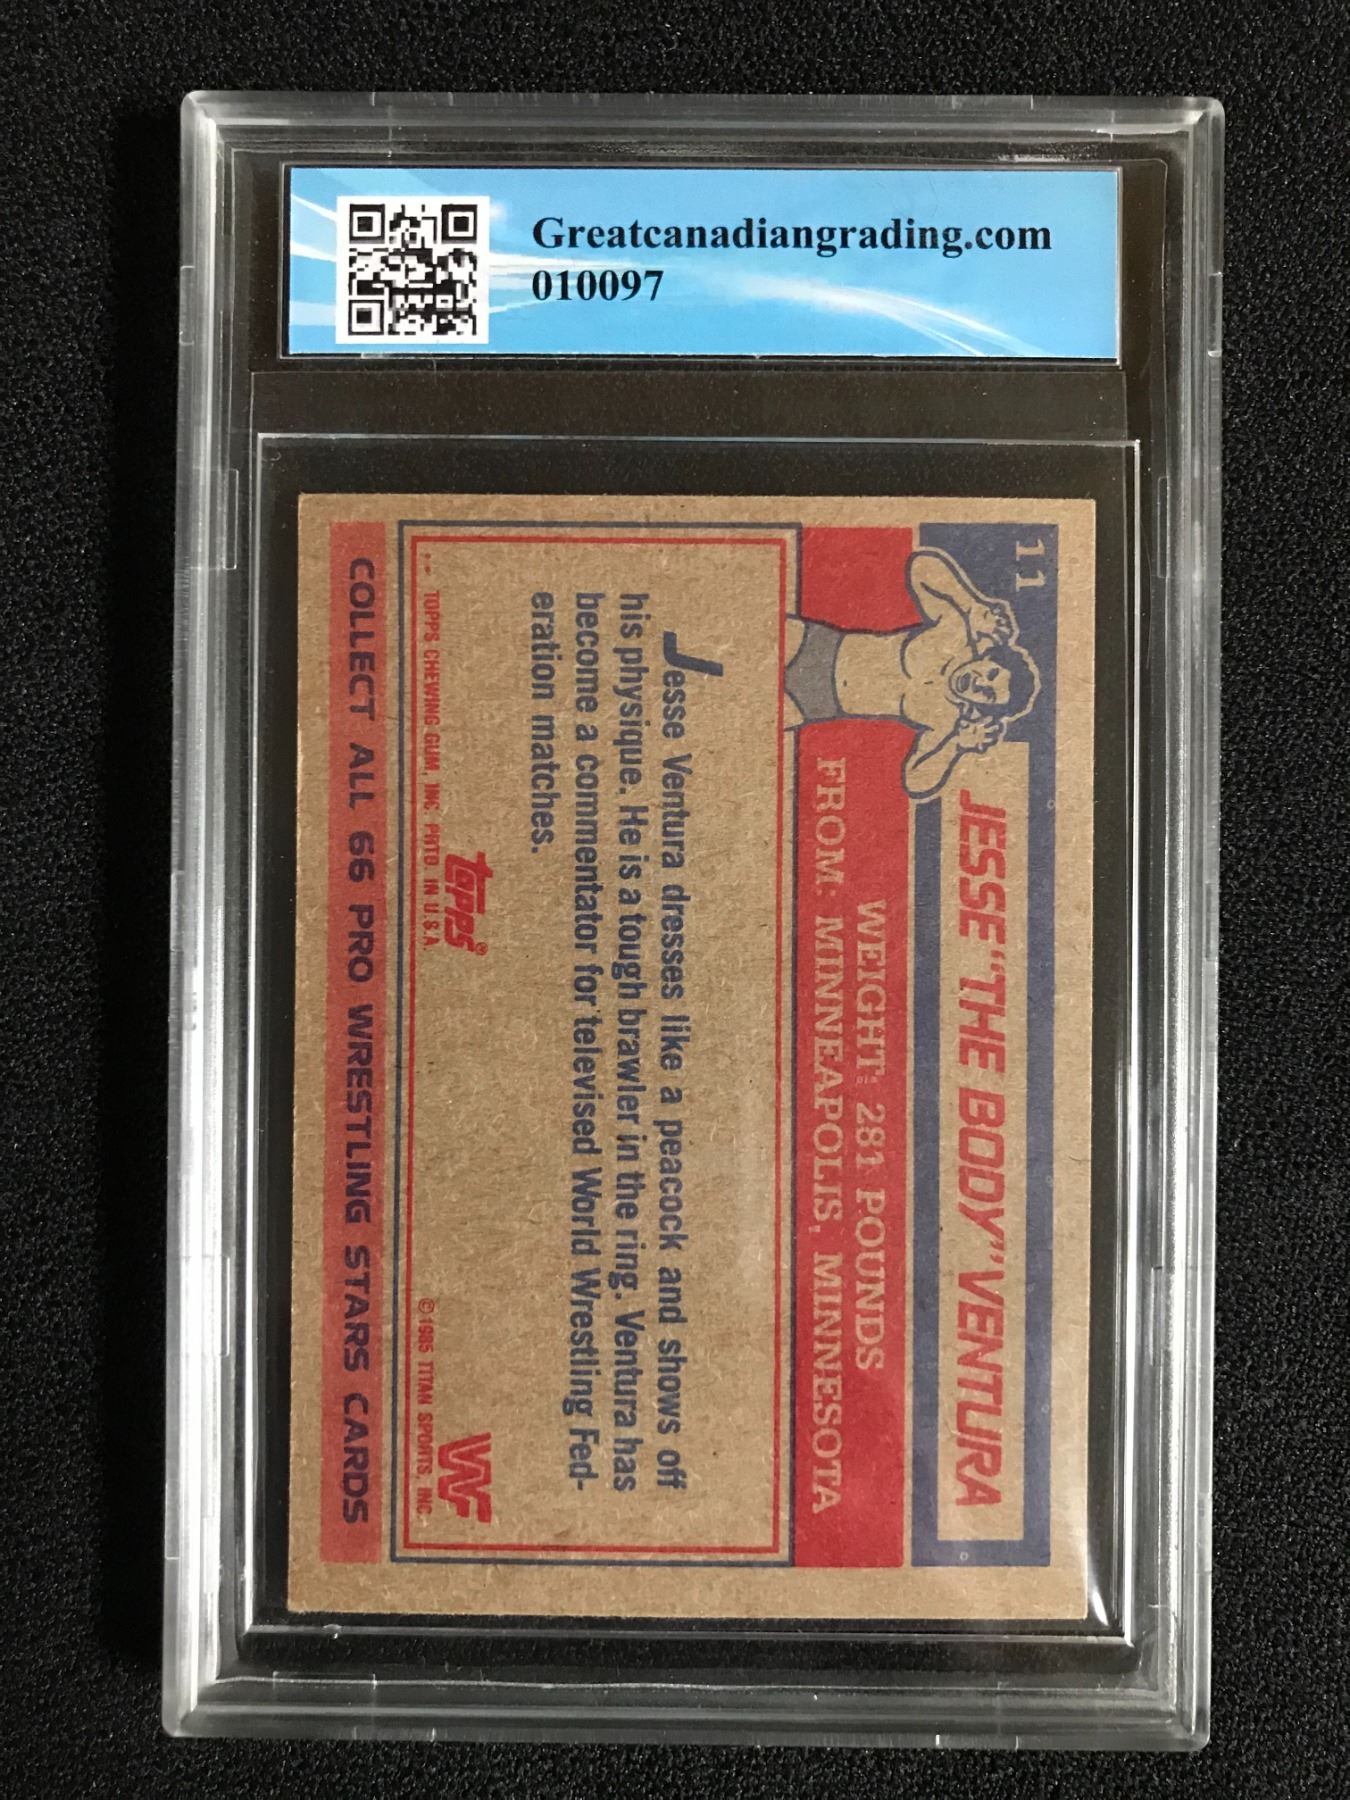 Greatcanadiangrading.com
010097
11
JESSE "THE BODY" VENTURA
WEIGHT: 281 POUNDS
FROM: MINNEAPOLIS, MINNESOTA
Jesse Ventura dresses like a peacock and shows off
his physique. He is a tough brawler in the ring. Ventura has
become a commentator for televised World Wrestling Fed-
eration matches.
topps®
WF
** TOPPS CHEWING GUM, INC. PRTD. IN U.S.A.
©1985 TITAN SPORTS, INC.
COLLECT ALL 66 PRO WRESTLING STARS CARDS